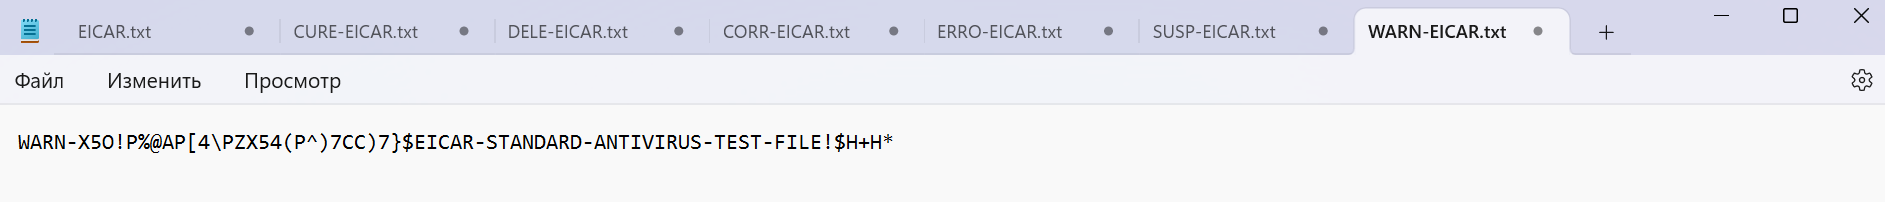 EICAR.txt CURE-EICAR.txt DELE-EICAR.txt CORR-EICAR.txt ERRO-EICAR.txt SUSP-EICAR.txt WARN-EICAR.txt
Файл Изменить Просмотр
WARN-X5O!P%@AP[4\PZX54(P^)7CC)7}$EICAR-STANDARD-ANTIVIRUS-TEST-FILE!$H+H*